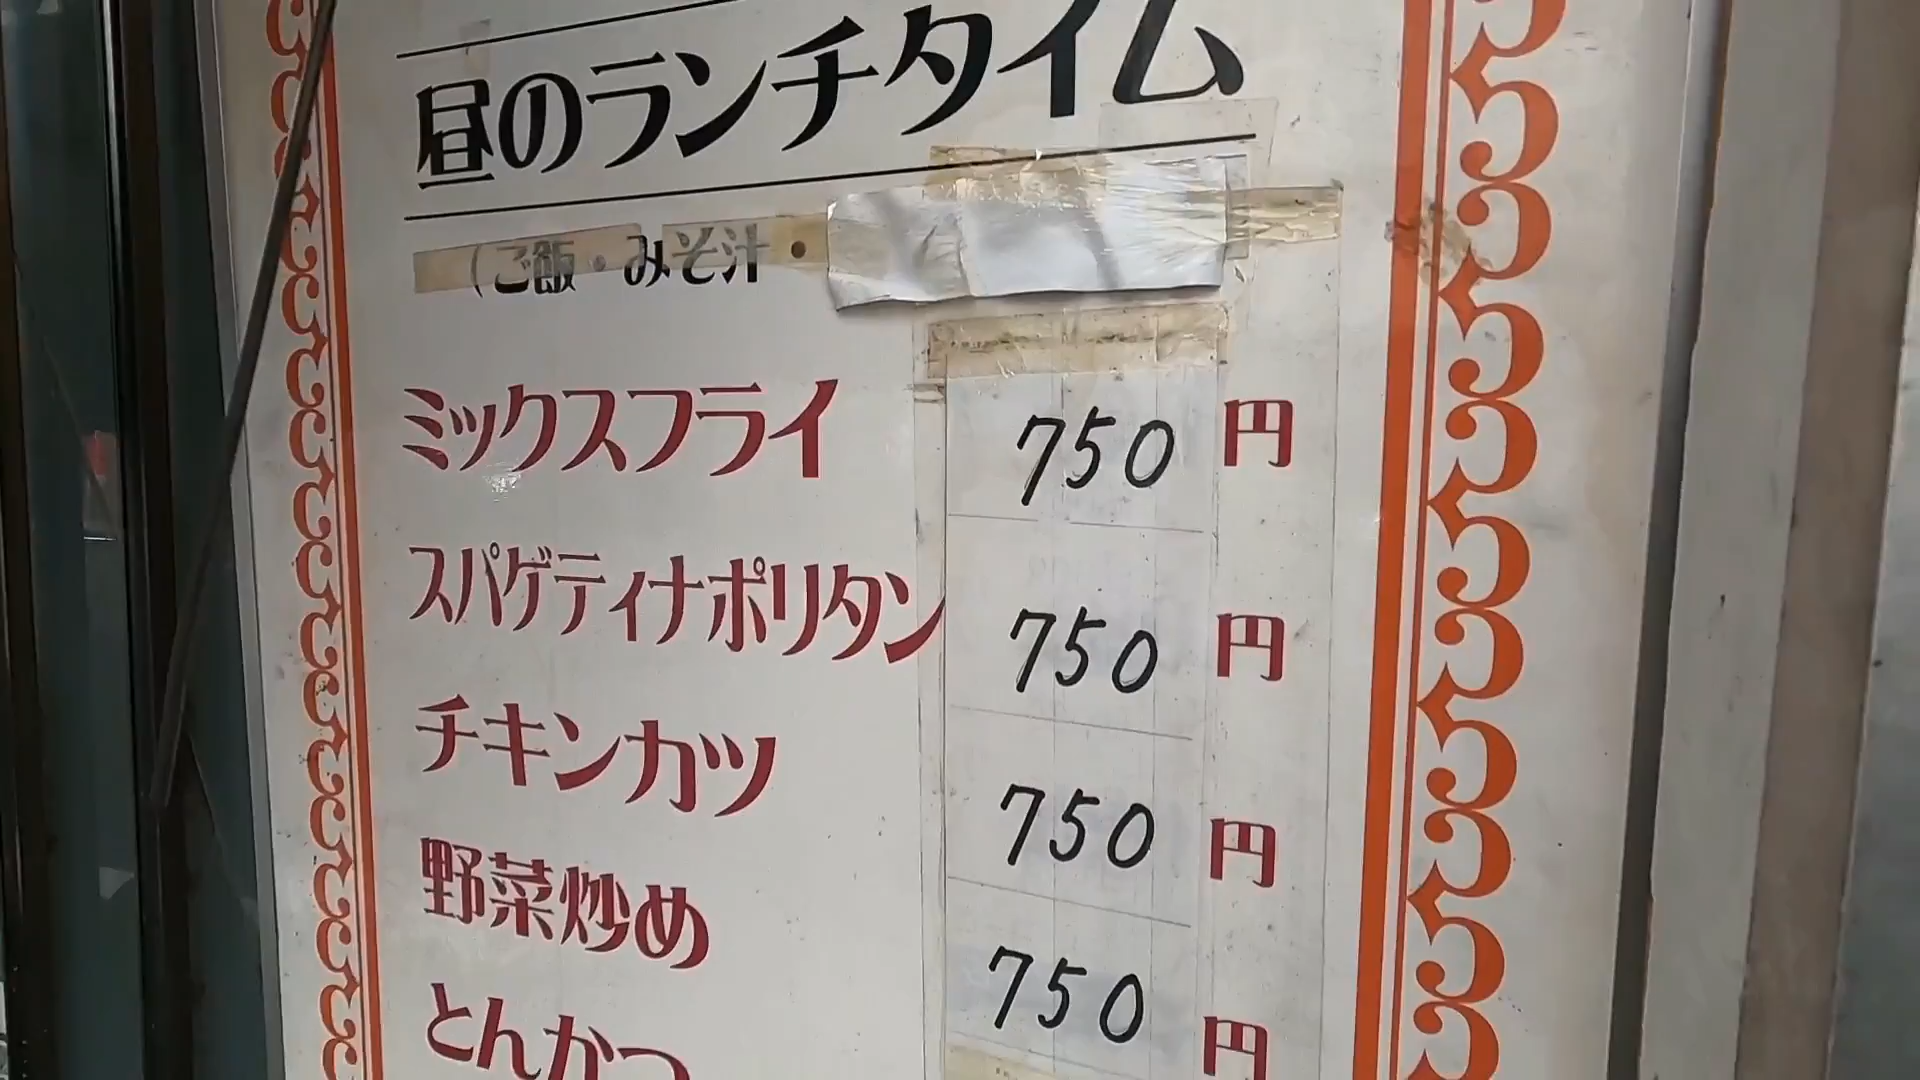 昼のランチタイム
(ご飯・みそ汁・
ミックスフライ 750円
スパゲティナポリタン 750円
チキンカツ 750円
野菜炒め 750円
とんかつ